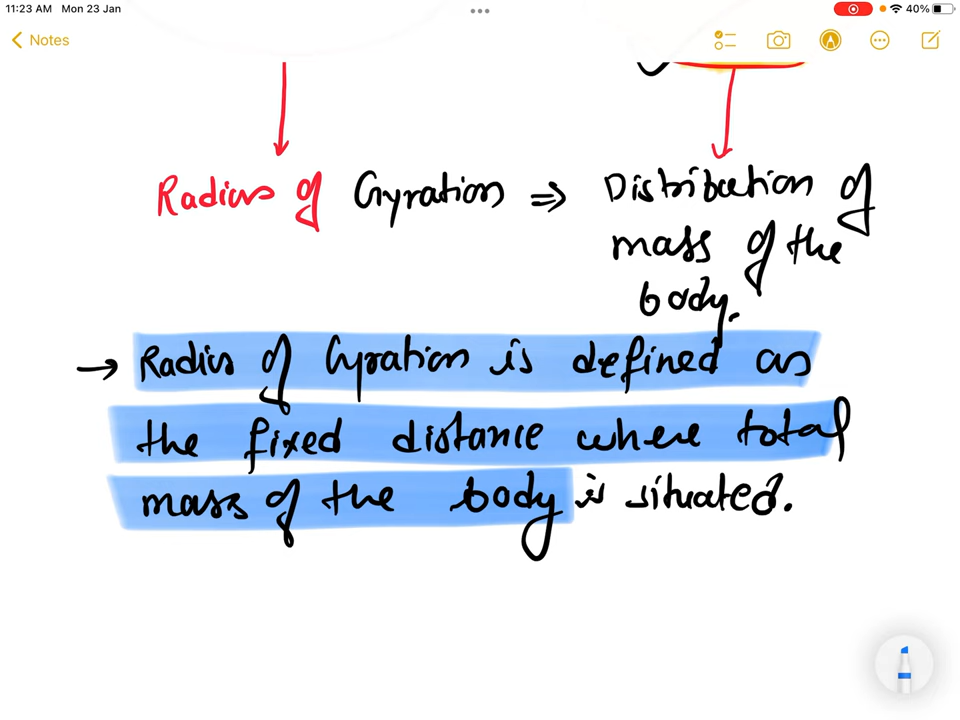 11:23 AM Mon 23 Jan
40%
Notes
Radius of Gyration ⇒ Distribution of
mass of the
body.
→ Radius of Gyration is defined as
the fixed distance where total
mass of the body is situated.